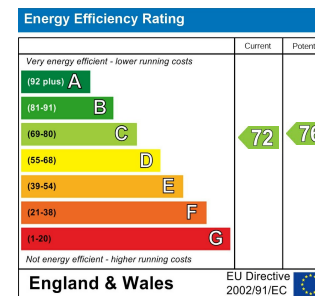 Energy Efficiency Rating
Current
Potent
Very energy efficient - lower running costs
(92 plus) A
(81-91) B
(69-80) C
72
76
(55-68) D
(39-54) E
(21-38) F
(1-20) G
Not energy efficient - higher running costs
England & Wales
EU Directive
2002/91/EC